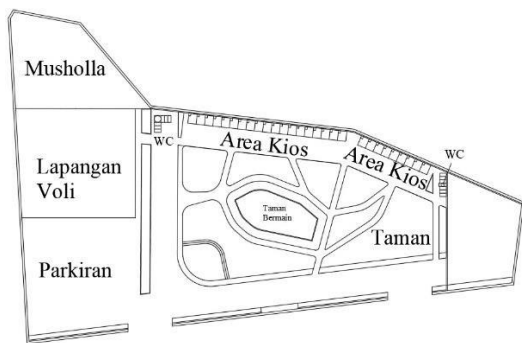 Musholla
WC
Area Kios
Area Kios
WC
Lapangan
Voli
Taman
Bermain
Taman
Parkiran